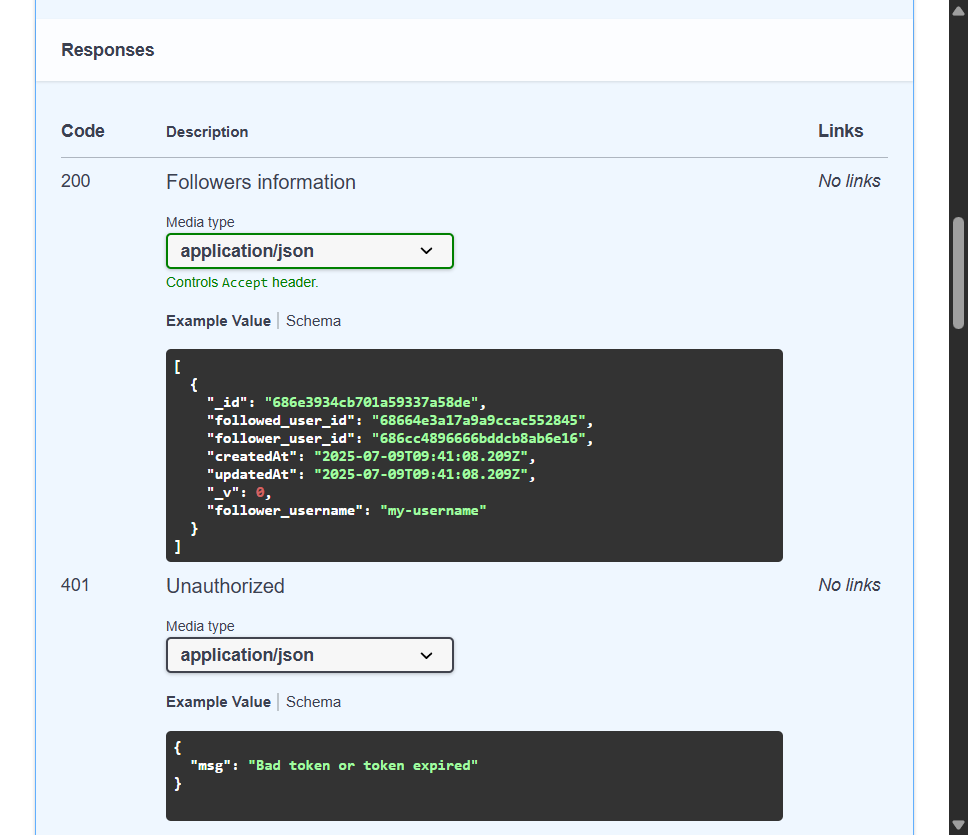 Responses
Code Description Links
200 Followers information No links
Media type
application/json
Controls Accept header.
Example Value Schema
[
  {
    "_id": "686e3934cb701a59337a58de",
    "followed_user_id": "68664e3a17a9a9ccac552845",
    "follower_user_id": "686cc4896666bddcb8ab6e16",
    "createdAt": "2025-07-09T09:41:08.209Z",
    "updatedAt": "2025-07-09T09:41:08.209Z",
    "_v": 0,
    "follower_username": "my-username"
  }
]
401 Unauthorized No links
Media type
application/json
Example Value Schema
{
  "msg": "Bad token or token expired"
}